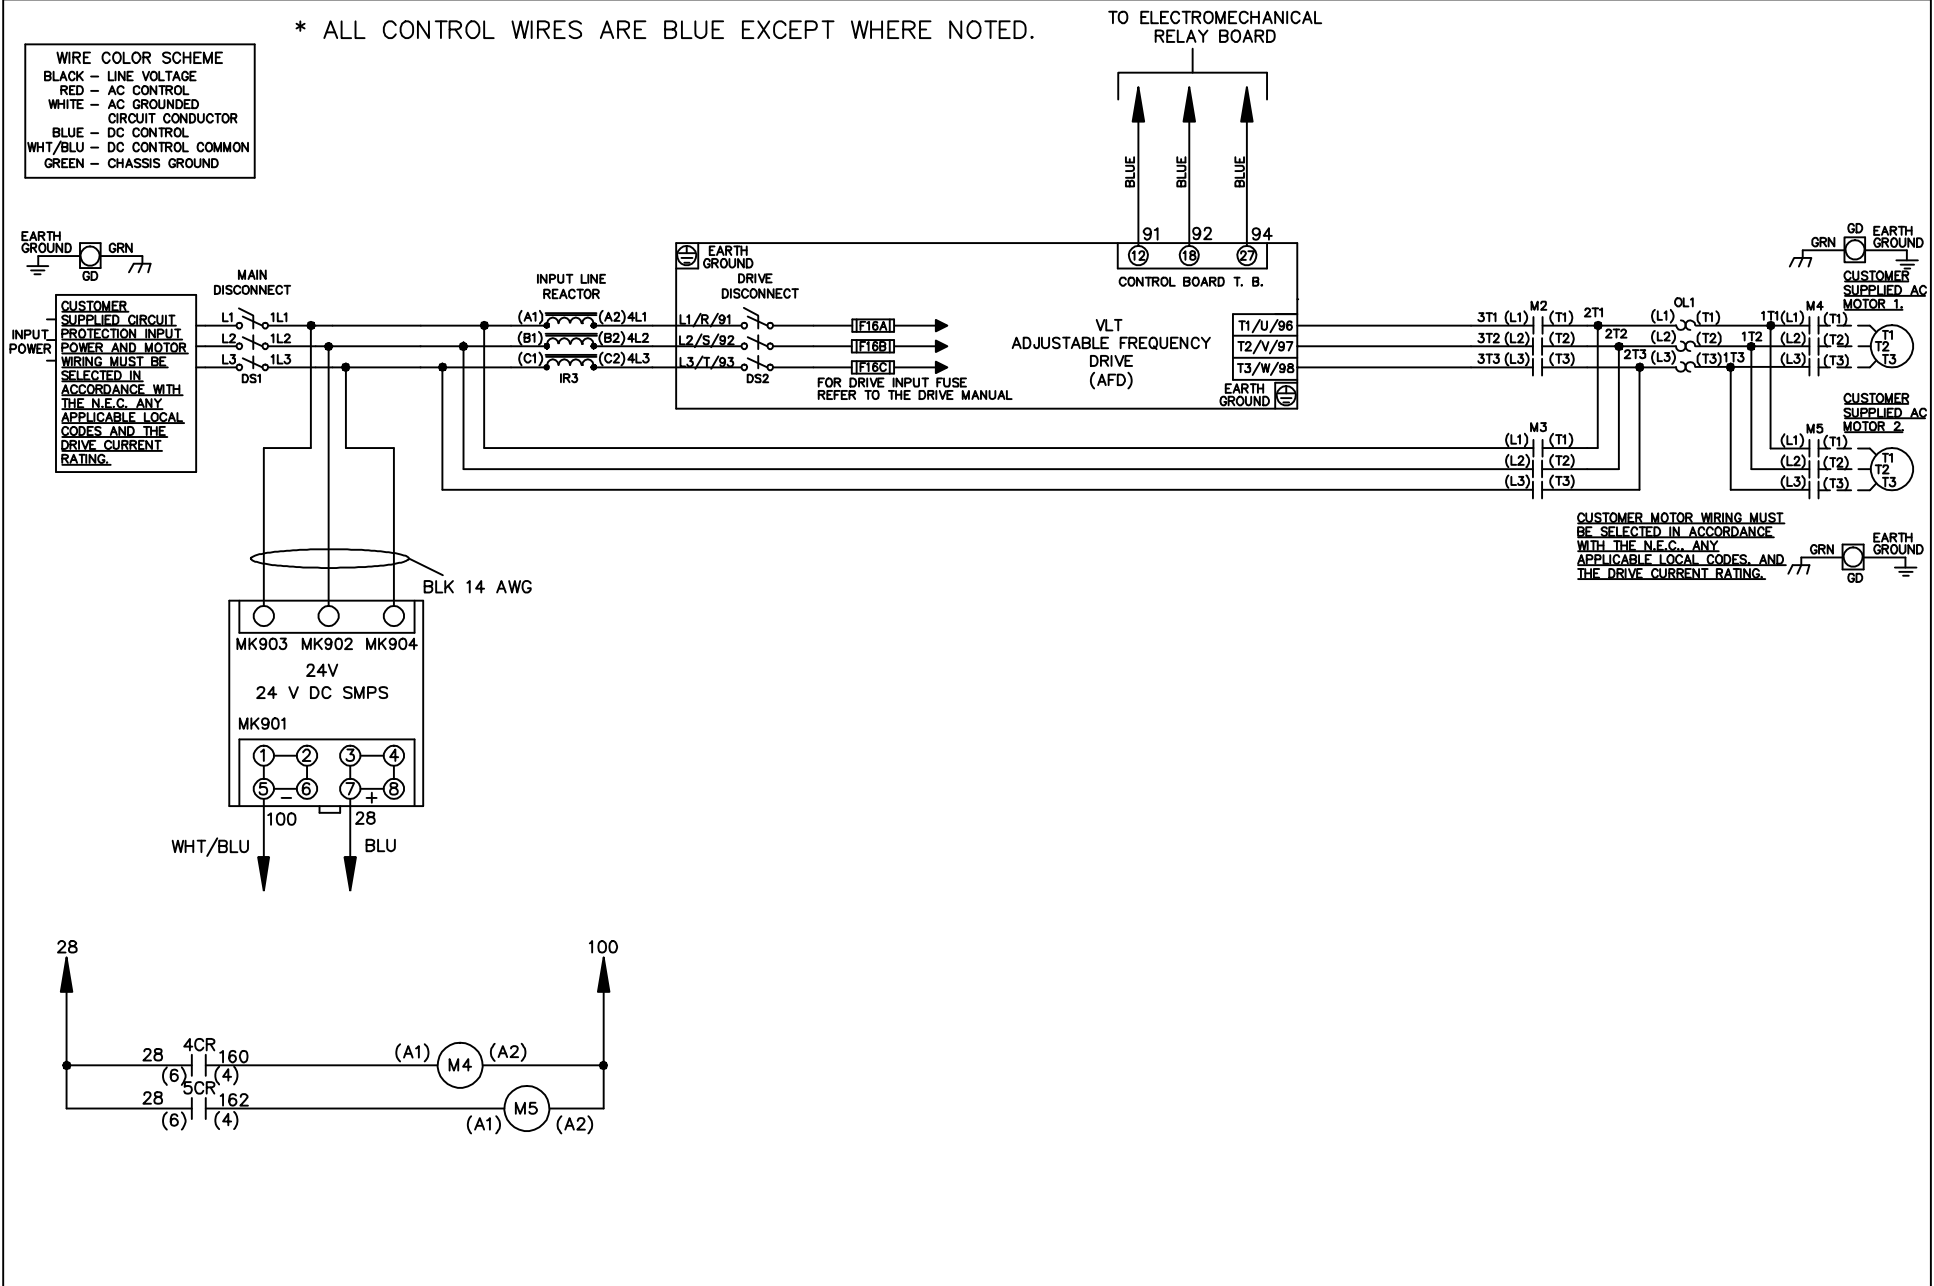 * ALL CONTROL WIRES ARE BLUE EXCEPT WHERE NOTED.
TO ELECTROMECHANICAL
RELAY BOARD
WIRE COLOR SCHEME
BLACK – LINE VOLTAGE
RED – AC CONTROL
WHITE – AC GROUNDED
CIRCUIT CONDUCTOR
BLUE – DC CONTROL
WHT/BLU – DC CONTROL COMMON
GREEN – CHASSIS GROUND
BLUE
BLUE
BLUE
91 92 94
12 18 27
CONTROL BOARD T. B.
EARTH
GROUND
GRN
GD
INPUT
POWER
CUSTOMER
SUPPLIED CIRCUIT
PROTECTION INPUT
POWER AND MOTOR
WIRING MUST BE
SELECTED IN
ACCORDANCE WITH
THE N.E.C. ANY
APPLICABLE LOCAL
CODES AND THE
DRIVE CURRENT
RATING.
MAIN
DISCONNECT
L1 1L1
L2 1L2
L3 1L3
DS1
INPUT LINE
REACTOR
(A1) (A2) 4L1
(B1) (B2) 4L2
(C1) (C2) 4L3
IR3
EARTH
GROUND
DRIVE
DISCONNECT
L1/R/91
L2/S/92
L3/T/93
DS2
F16A
F16B
F16C
FOR DRIVE INPUT FUSE
REFER TO THE DRIVE MANUAL
VLT
ADJUSTABLE FREQUENCY
DRIVE
(AFD)
T1/U/96
T2/V/97
T3/W/98
EARTH
GROUND
M2
3T1 (L1) (T1) 2T1
3T2 (L2) (T2) 2T2
3T3 (L3) (T3) 2T3
OL1
(L1) (T1) 1T1
(L2) (T2) 1T2
(L3) (T3) 1T3
M4
(L1) (T1)
(L2) (T2)
(L3) (T3)
GD
GRN
EARTH
GROUND
CUSTOMER
SUPPLIED AC
MOTOR 1.
T1
T2
T3
M3
(L1) (T1)
(L2) (T2)
(L3) (T3)
CUSTOMER
SUPPLIED AC
MOTOR 2.
M5
(L1) (T1)
(L2) (T2)
(L3) (T3)
T1
T2
T3
CUSTOMER MOTOR WIRING MUST
BE SELECTED IN ACCORDANCE
WITH THE N.E.C., ANY
APPLICABLE LOCAL CODES, AND
THE DRIVE CURRENT RATING.
GRN
EARTH
GROUND
GD
BLK 14 AWG
MK903 MK902 MK904
24V
24 V DC SMPS
MK901
1 2 3 4
5 6 7 8
– +
100 28
WHT/BLU BLU
28 100
28 4CR 160 (A1) M4 (A2)
(6) (4)
28 5CR 162 M5
(6) (4) (A1) (A2)